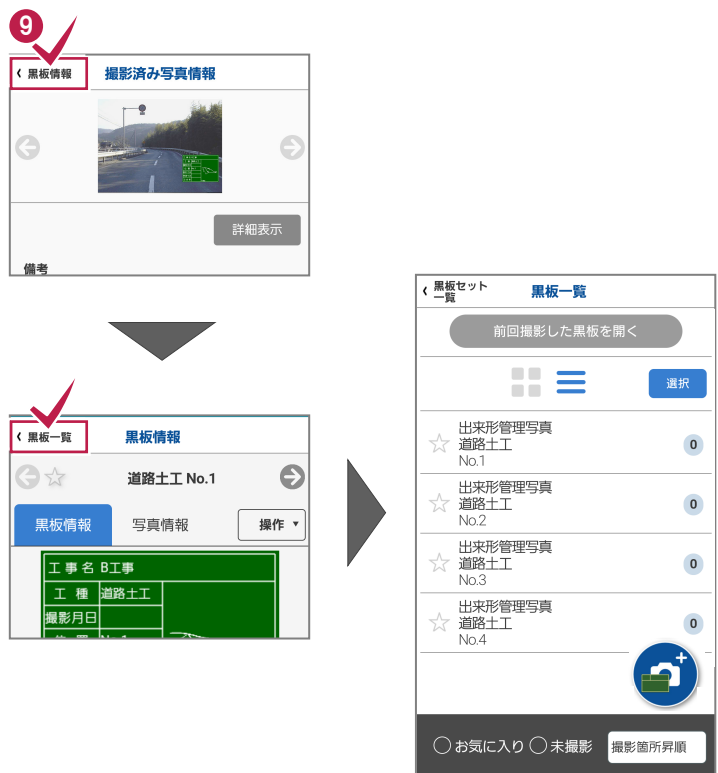 9
黒板情報
撮影済み写真情報
詳細表示
備考
黒板一覧
黒板情報
道路土工 No.1
黒板情報
写真情報
操作 ▼
工事名 B工事
工 種 道路土工
撮影月日
黒板セット
一覧
黒板一覧
前回撮影した黒板を開く
選択
出来形管理写真
道路土工
No.1
0
出来形管理写真
道路土工
No.2
0
出来形管理写真
道路土工
No.3
0
出来形管理写真
道路土工
No.4
0
お気に入り
未撮影
撮影箇所昇順